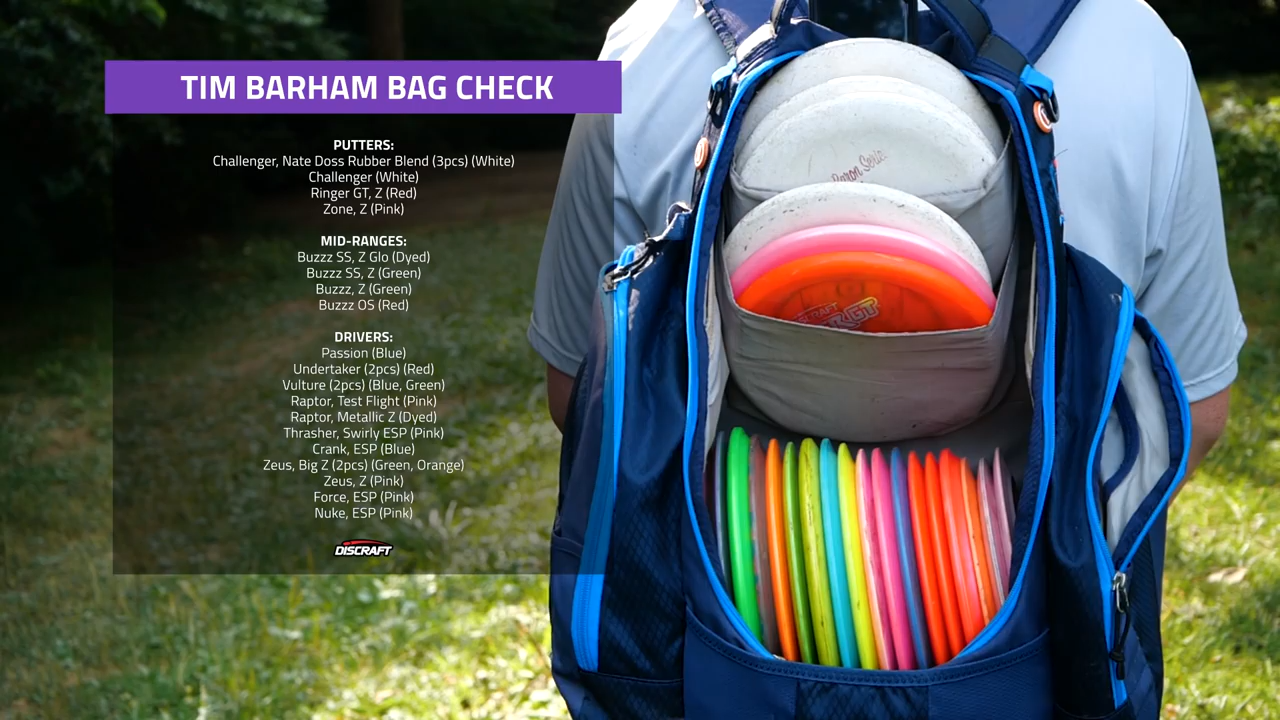 TIM BARHAM BAG CHECK
PUTTERS:
Challenger, Nate Doss Rubber Blend (3pcs) (White)
Challenger (White)
Ringer GT, Z (Red)
Zone, Z (Pink)
MID-RANGES:
Buzzz SS, Z Glo (Dyed)
Buzzz SS, Z (Green)
Buzzz, Z (Green)
Buzzz OS (Red)
DRIVERS:
Passion (Blue)
Undertaker (2pcs) (Red)
Vulture (2pcs) (Blue, Green)
Raptor, Test Flight (Pink)
Raptor, Metallic Z (Dyed)
Thrasher, Swirly ESP (Pink)
Crank, ESP (Blue)
Zeus, Big Z (2pcs) (Green, Orange)
Zeus, Z (Pink)
Force, ESP (Pink)
Nuke, ESP (Pink)
DISCRAFT
Series
GT